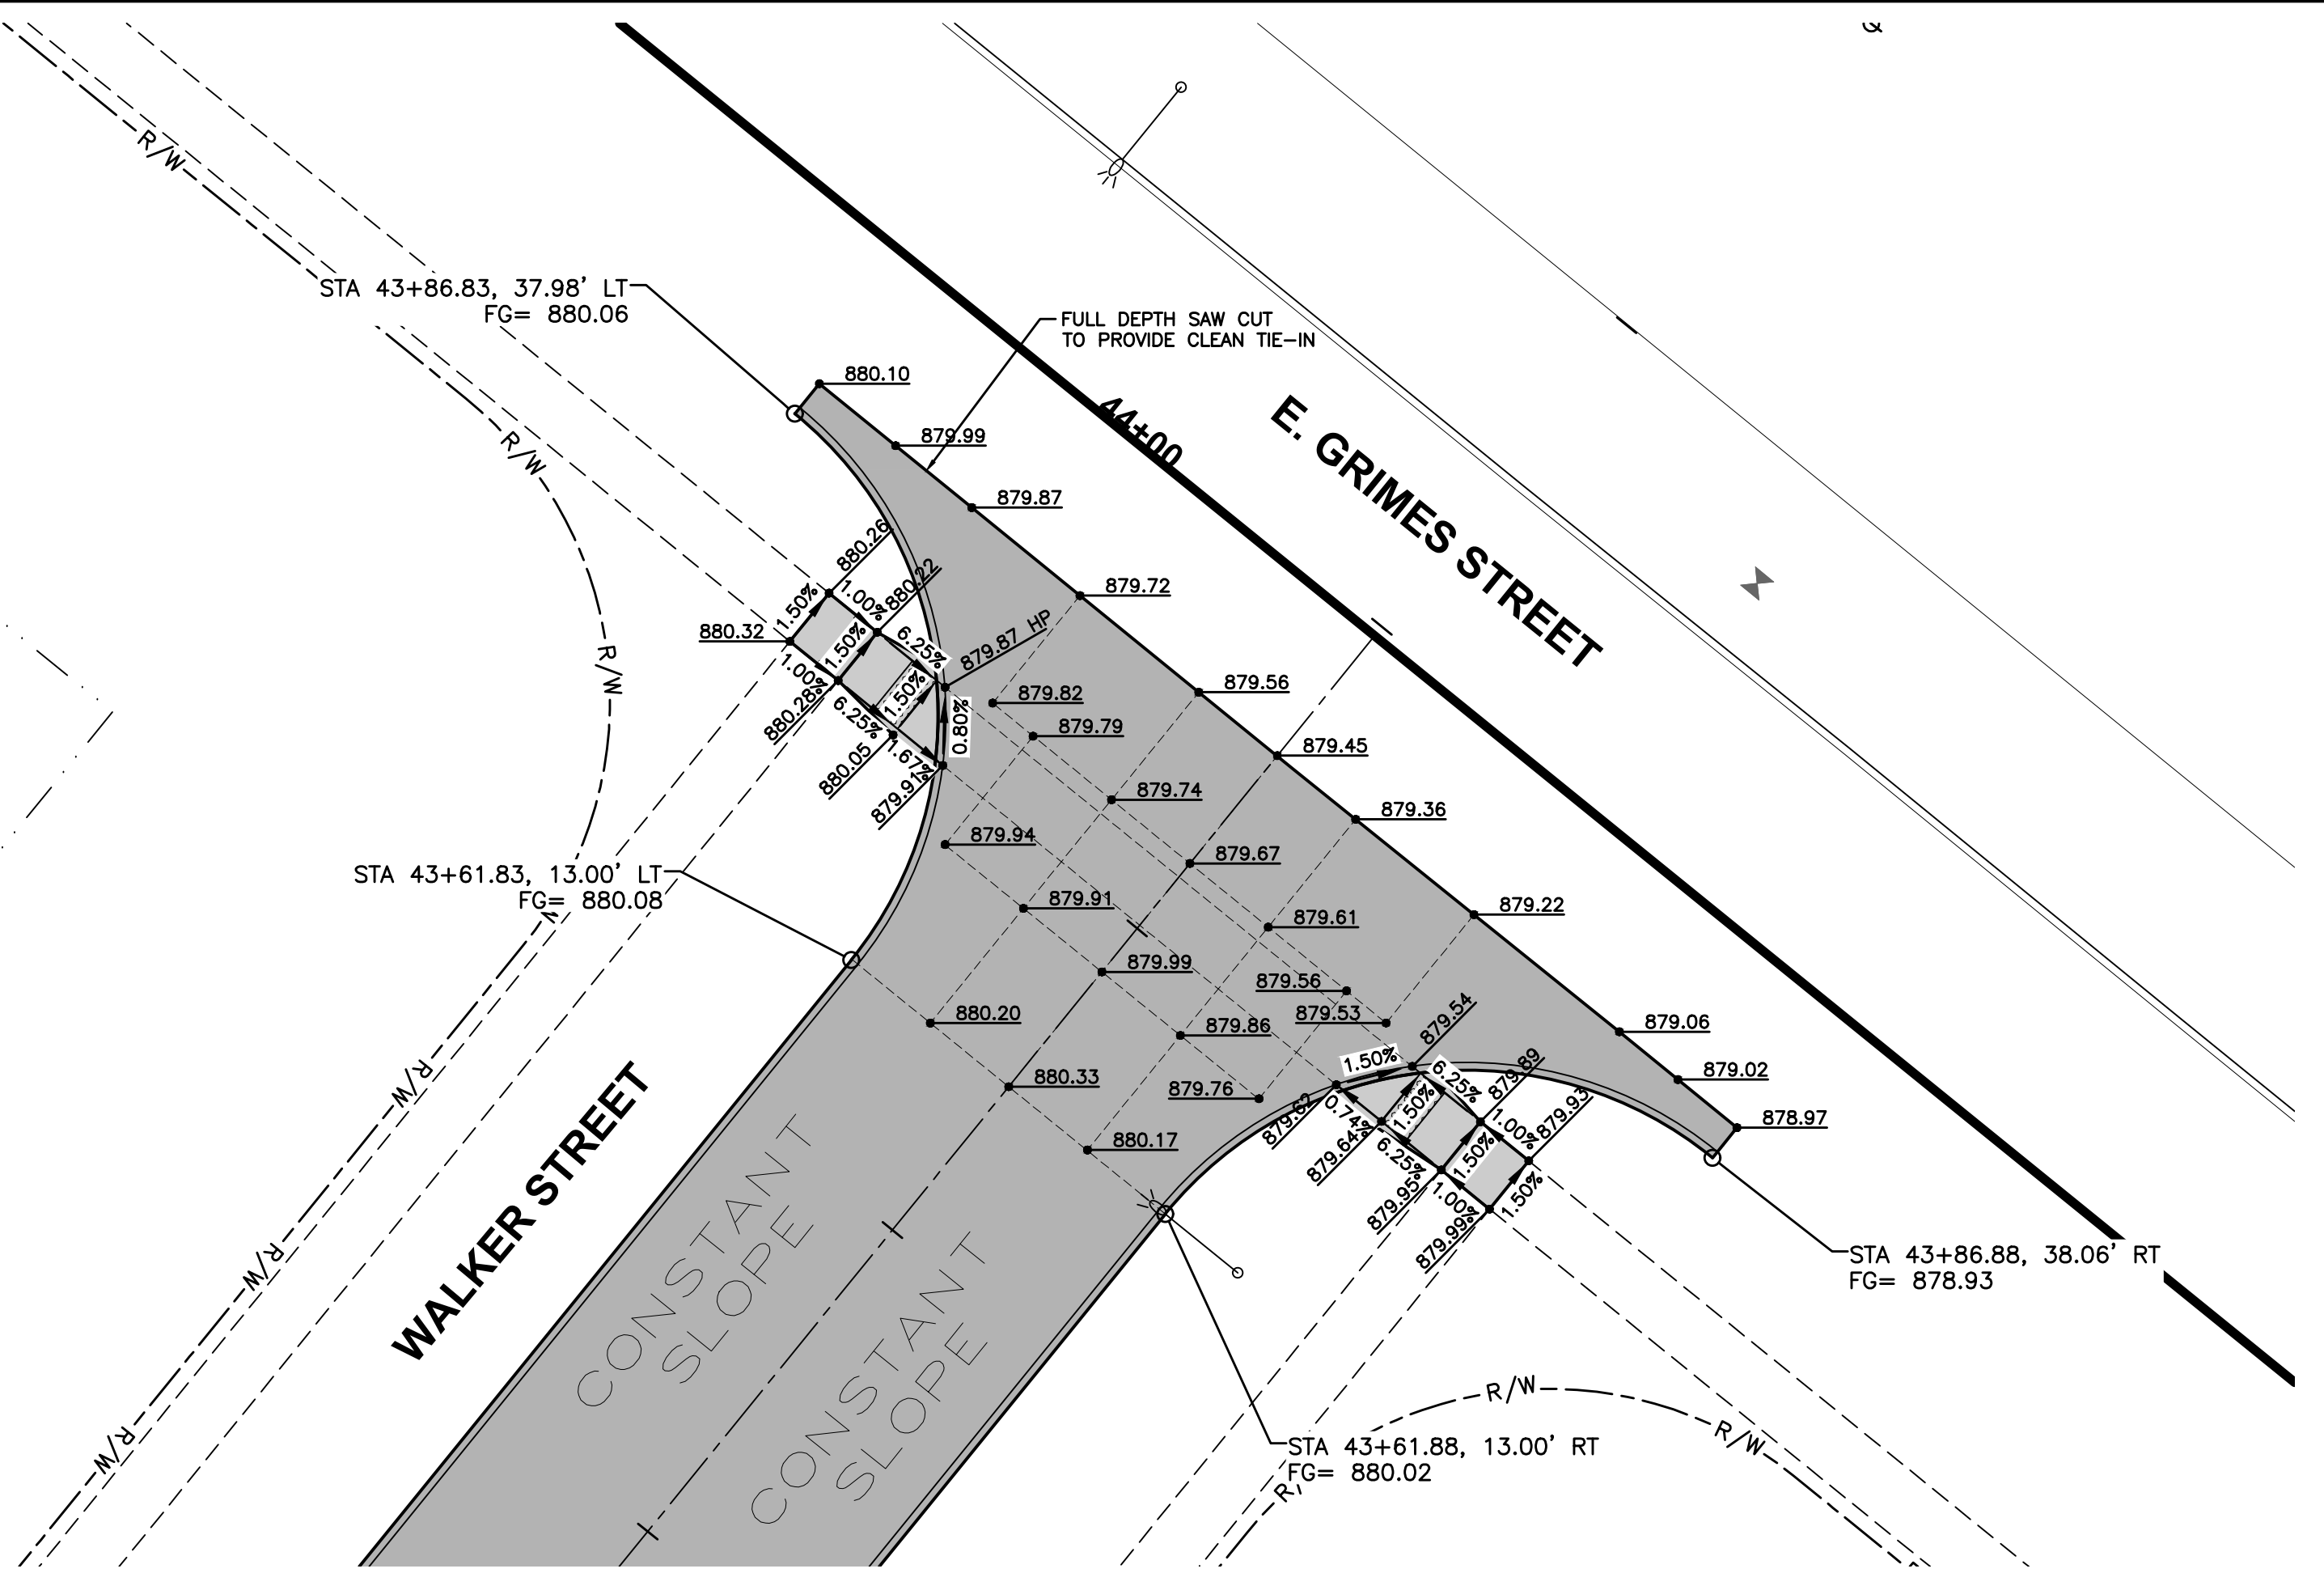 R/W
STA 43+86.83, 37.98' LT
FG= 880.06
FULL DEPTH SAW CUT
TO PROVIDE CLEAN TIE-IN
880.10
879.99
44+00
E. GRIMES STREET
R/W
879.87
880.26
880.22
1.50%
1.00%
879.72
880.32
1.50%
6.25%
879.87 HP
R/W
1.00%
1.50%
880.28
6.25%
0.80%
879.82
879.56
879.79
880.05
1.67%
879.91
879.45
879.74
879.36
879.94
879.67
STA 43+61.83, 13.00' LT
FG= 880.08
879.91
879.61
879.22
879.99
879.56
880.20
879.53
879.54
879.06
879.86
1.50%
6.25%
879.89
879.02
880.33
879.76
879.62
0.74%
1.50%
1.00%
879.93
878.97
880.17
879.64
6.25%
1.50%
879.95
1.00%
1.50%
879.99
R/W
WALKER STREET
CONSTANT
SLOPE
CONSTANT
SLOPE
R/W
STA 43+86.88, 38.06' RT
FG= 878.93
R/W
R/W
STA 43+61.88, 13.00' RT
FG= 880.02
R/W